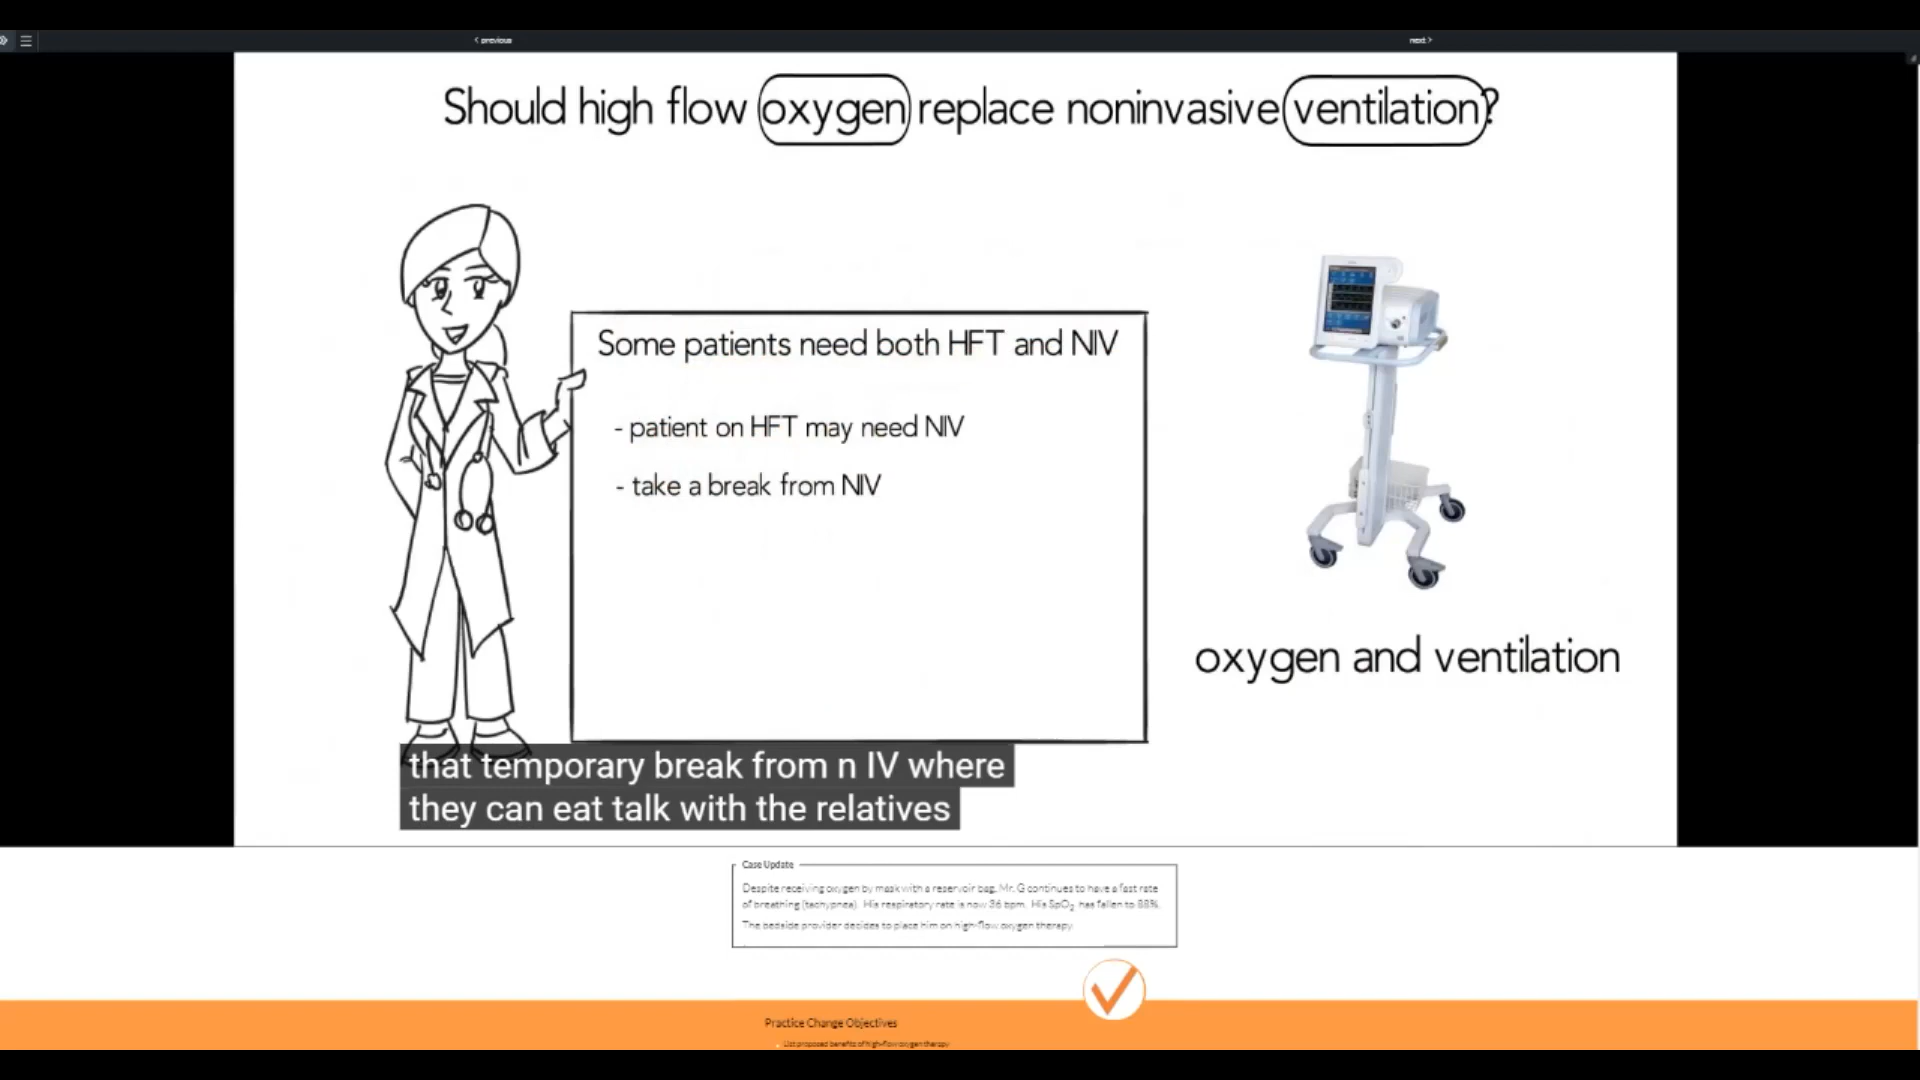 previous
next
Should high flow oxygen replace noninvasive ventilation?
Some patients need both HFT and NIV
- patient on HFT may need NIV
- take a break from NIV
oxygen and ventilation
that temporary break from n IV where
they can eat talk with the relatives
Case Update
Despite receiving oxygen by mask with a reservoir bag, Mr. G continues to have a fast rate
of breathing (tachypnea). His respiratory rate is now 36 bpm. His SpO2 has fallen to 88%.
The bedside provider decides to place him on high-flow oxygen therapy.
Practice Change Objectives
List proposed benefits of high-flow oxygen therapy